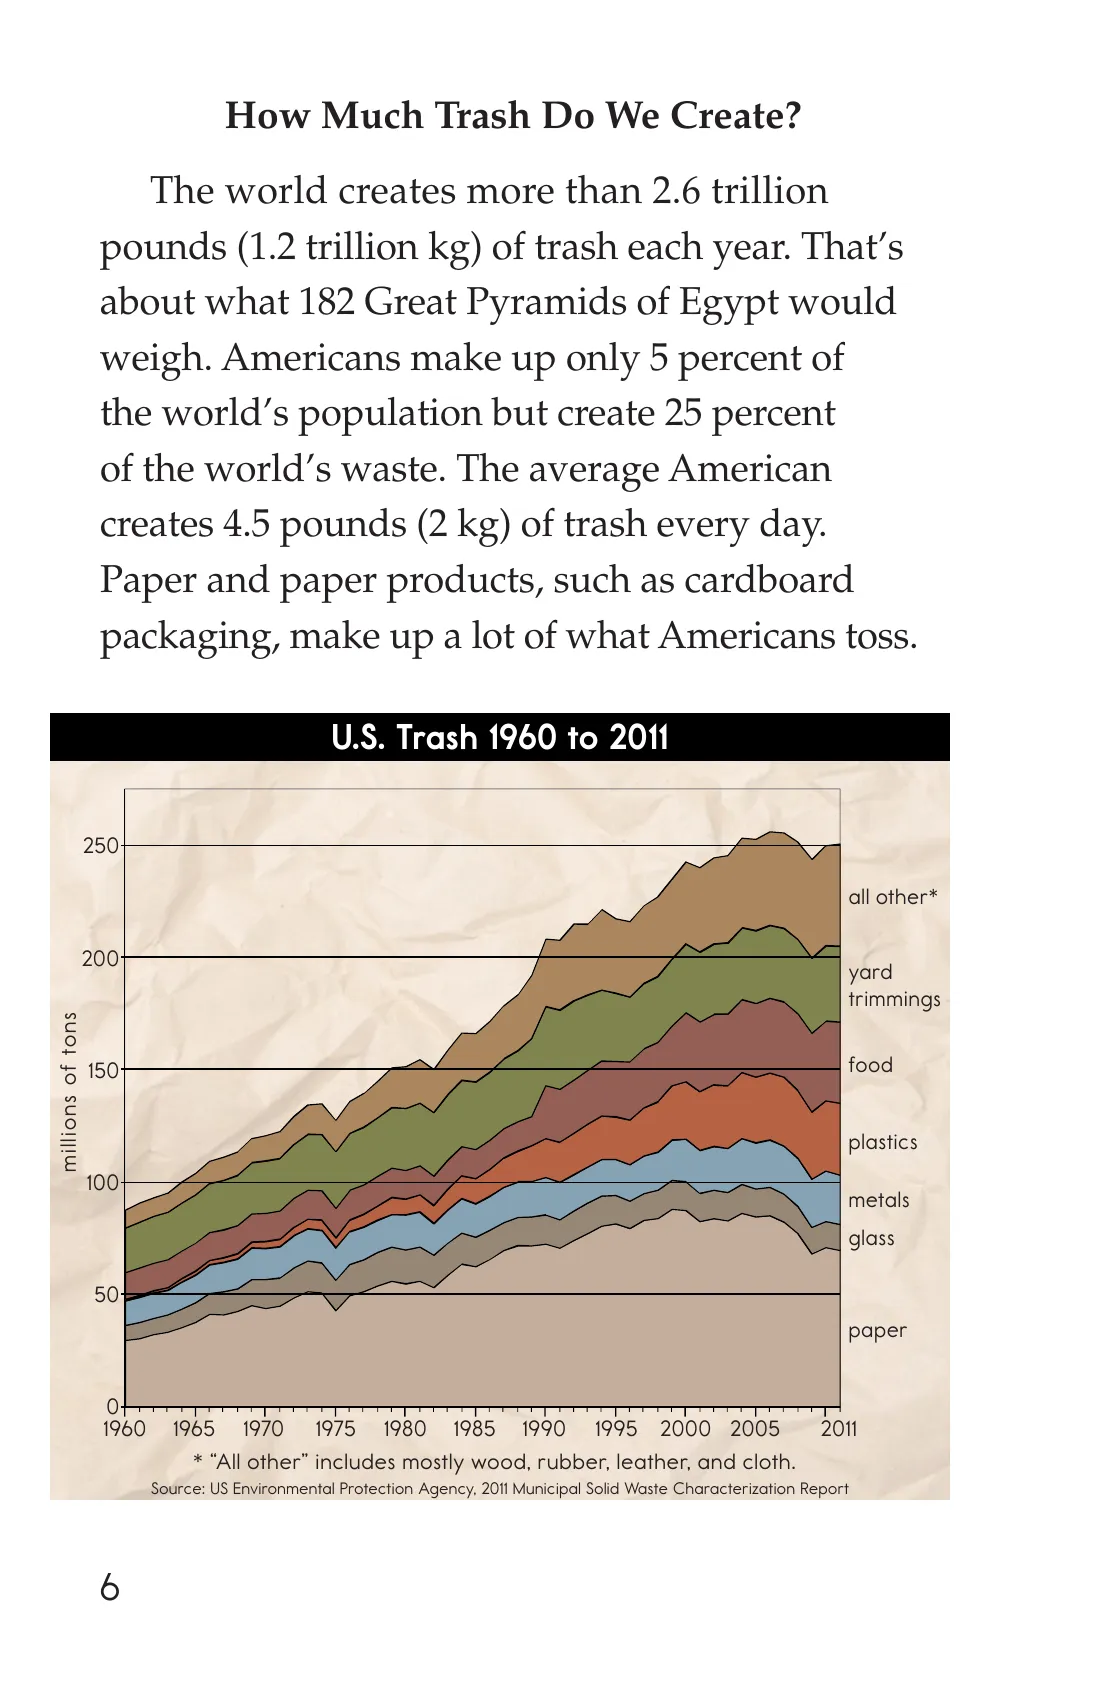 How Much Trash Do We Create?
The world creates more than 2.6 trillion
pounds (1.2 trillion kg) of trash each year. That’s
about what 182 Great Pyramids of Egypt would
weigh. Americans make up only 5 percent of
the world’s population but create 25 percent
of the world’s waste. The average American
creates 4.5 pounds (2 kg) of trash every day.
Paper and paper products, such as cardboard
packaging, make up a lot of what Americans toss.
U.S. Trash 1960 to 2011
millions of tons
250
200
150
100
50
0
all other*
yard
trimmings
food
plastics
metals
glass
paper
1960 1965 1970 1975 1980 1985 1990 1995 2000 2005 2011
* “All other” includes mostly wood, rubber, leather, and cloth.
Source: US Environmental Protection Agency, 2011 Municipal Solid Waste Characterization Report
6